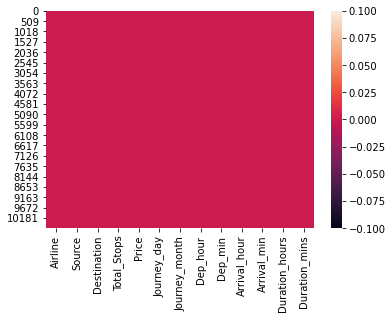 0
509
1018
1527
2036
2545
3054
3563
4072
4581
5090
5599
6108
6617
7126
7635
8144
8653
9163
9672
10181
Airline
Source
Destination
Total_Stops
Price
Journey_day
Journey_month
Dep_hour
Dep_min
Arrival_hour
Arrival_min
Duration_hours
Duration_mins
0.100
0.075
0.050
0.025
0.000
−0.025
−0.050
−0.075
−0.100